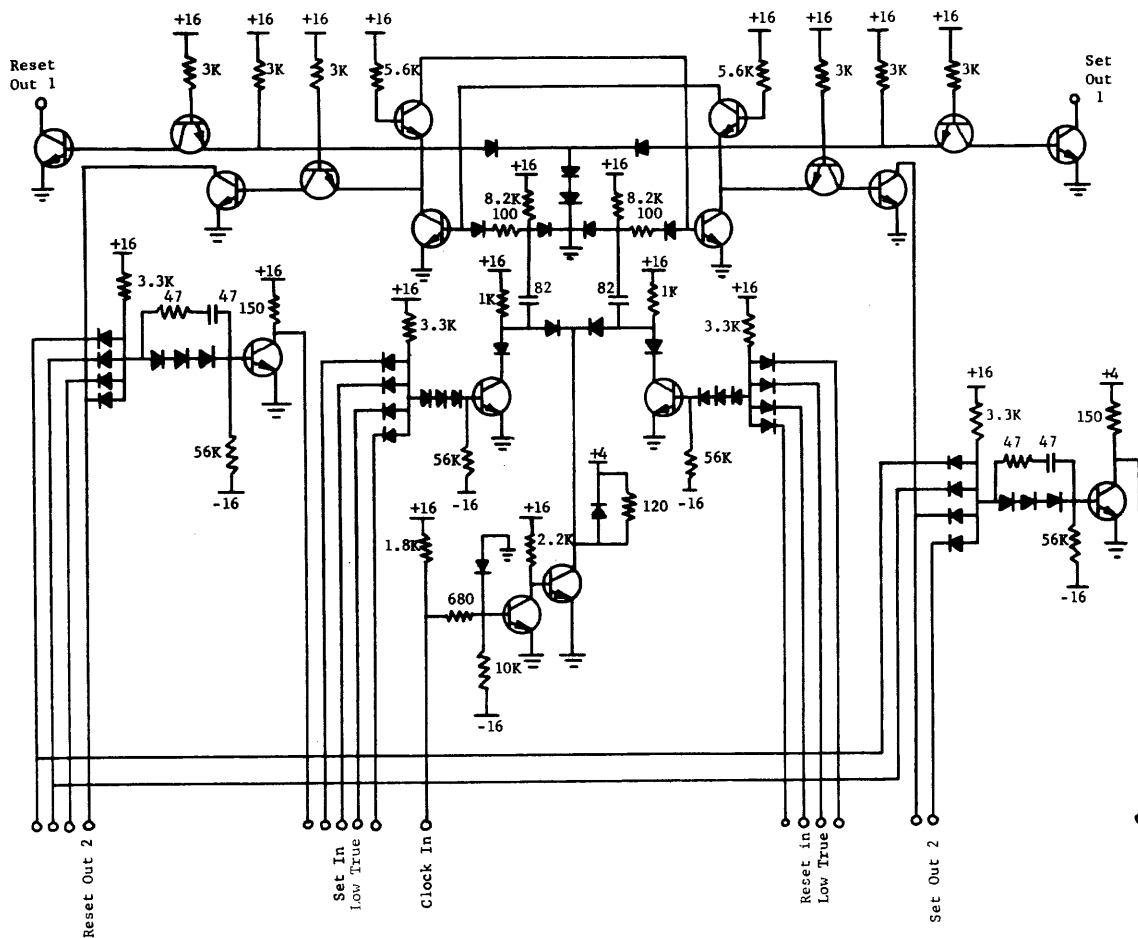 +16 +16 +16 +16 +16 +16 +16 +16
Reset
Out 1
Set
Out
1
3K 3K 3K 5.6K 5.6K 3K 3K 3K
+16 +16
8.2K 8.2K
100 100
+16 +16 +16 +16
3.3K 150 1K 82 82 1K
47 47
+16 +16
3.3K 3.3K
+16 +4
3.3K 150
47 47
56K 56K 56K 56K
-16 -16 -16 -16
+4
120
+16 +16
1.8K 2.2K
680
10K
-16
Reset Out 2
Set In
Low True
Clock In
Reset in
Low True
Set Out 2